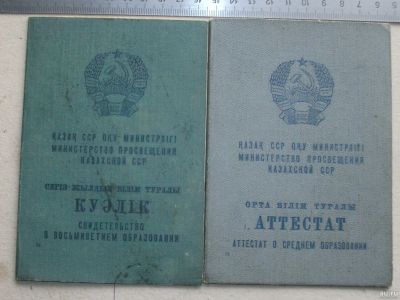 ҚАЗАҚ ССР ОҚУ МИНИСТРЛІГІ
МИНИСТЕРСТВО ПРОСВЕЩЕНИЯ
КАЗАХСКОЙ ССР
СЕГІЗ ЖЫЛДЫҚ БІЛІМ ТУРАЛЫ
КУӘЛІК
СВИДЕТЕЛЬСТВО
О ВОСЬМИЛЕТНЕМ ОБРАЗОВАНИИ
ҚАЗАҚ ССР ОҚУ МИНИСТРЛІГІ
МИНИСТЕРСТВО ПРОСВЕЩЕНИЯ
КАЗАХСКОЙ ССР
ОРТА БІЛІМ ТУРАЛЫ
АТТЕСТАТ
АТТЕСТАТ О СРЕДНЕМ ОБРАЗОВАНИИ